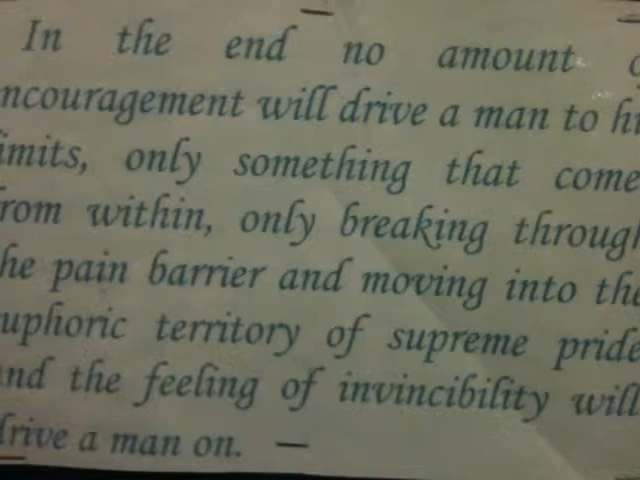 In the end no amount o
ncouragement will drive a man to hi
imits, only something that come
rom within, only breaking through
he pain barrier and moving into the
uphoric territory of supreme pride
nd the feeling of invincibility will
drive a man on. —